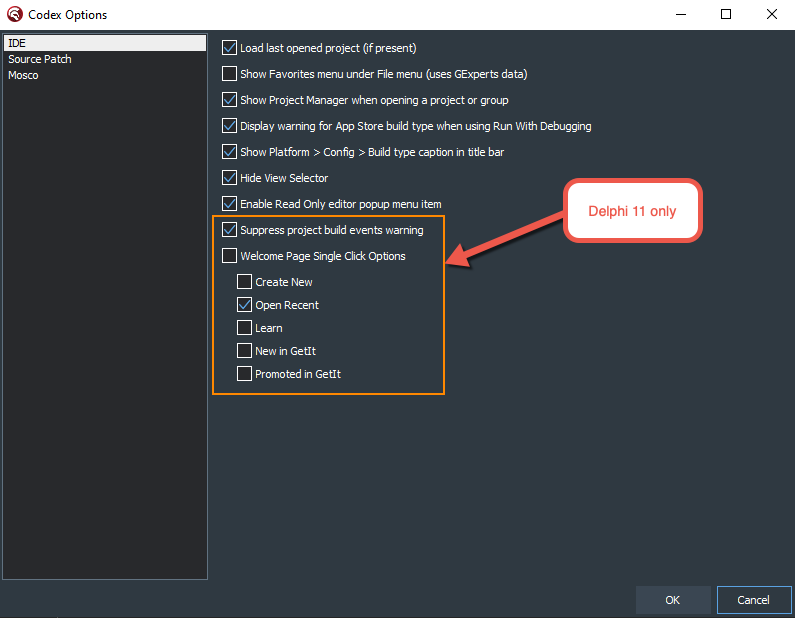 Codex Options
IDE
Source Patch
Mosco
Load last opened project (if present)
Show Favorites menu under File menu (uses GExperts data)
Show Project Manager when opening a project or group
Display warning for App Store build type when using Run With Debugging
Show Platform > Config > Build type caption in title bar
Hide View Selector
Enable Read Only editor popup menu item
Suppress project build events warning
Welcome Page Single Click Options
Create New
Open Recent
Learn
New in GetIt
Promoted in GetIt
Delphi 11 only
OK
Cancel